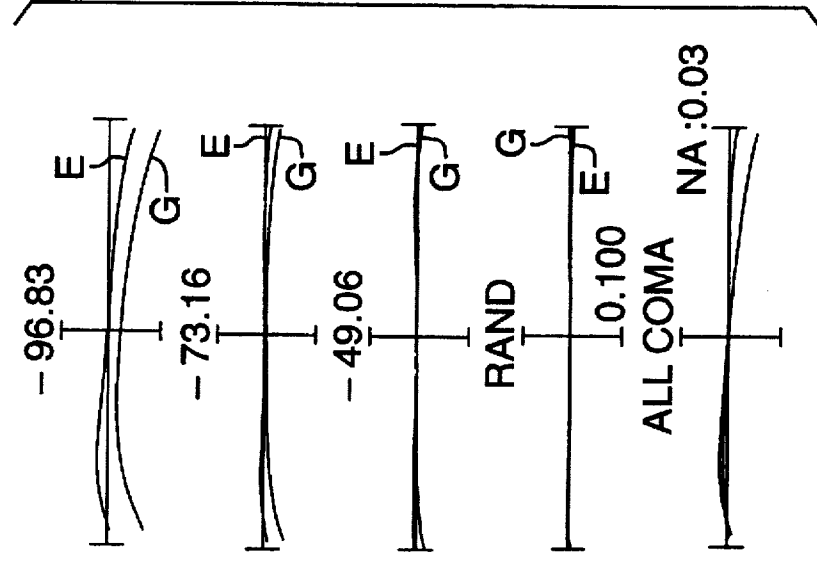 −96.83
E
G
−73.16
E
G
−49.06
E
G
RAND
G
E
0.100
ALL COMA
NA :0.03